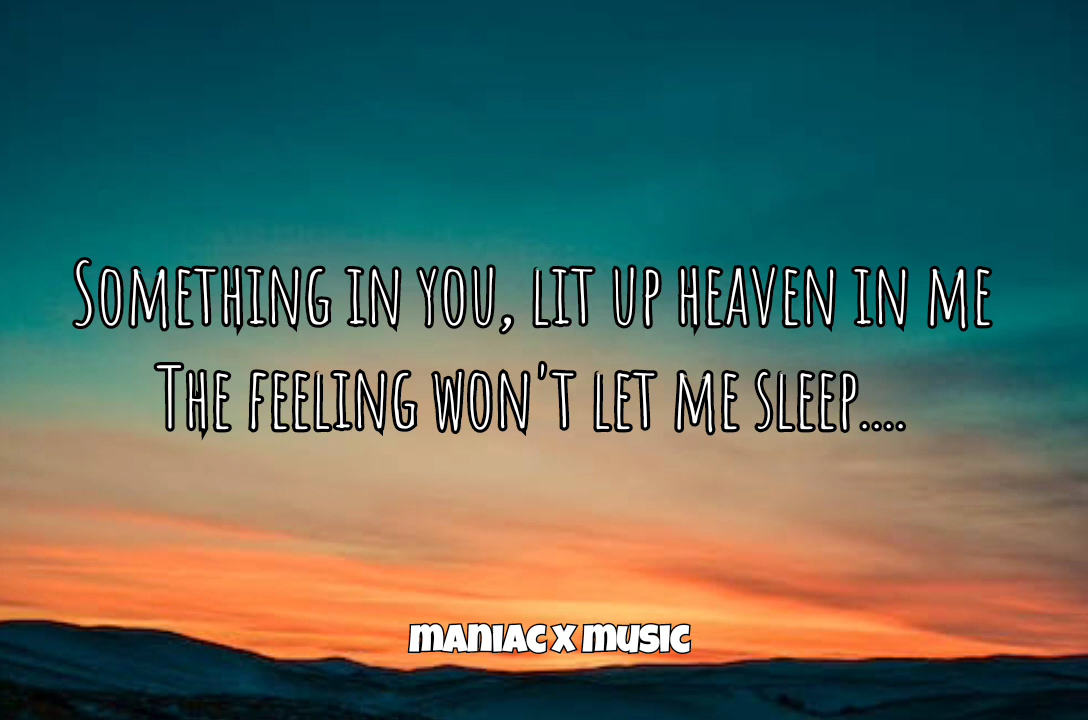 Something in you, lit up heaven in me
The feeling won't let me sleep....
maniac x music